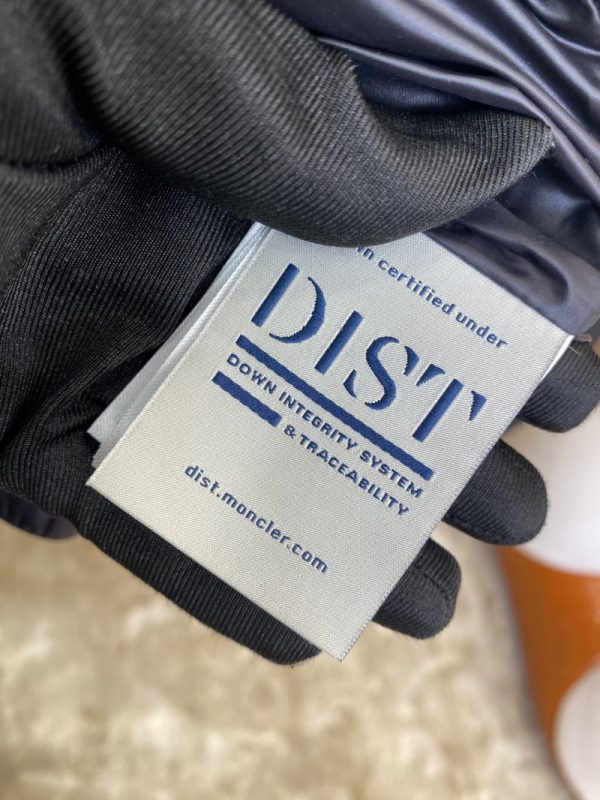 certified under
DIST
DOWN INTEGRITY SYSTEM
& TRACEABILITY
dist.moncler.com